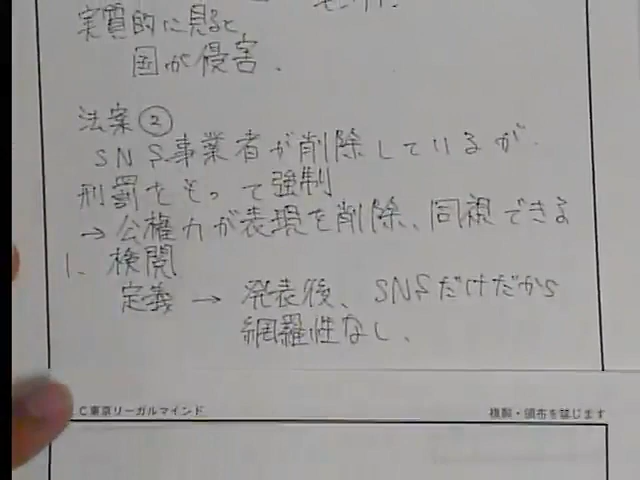 実質的に見ると、
国が侵害.
法案②
SNS事業者が削除しているが、
刑罰をもって強制
→公権力が表現を削除、同視できる
1、検閲
定義→発表後、SNSだけだから
網羅性なし、
C東京リーガルマインド
複製・頒布を禁じます